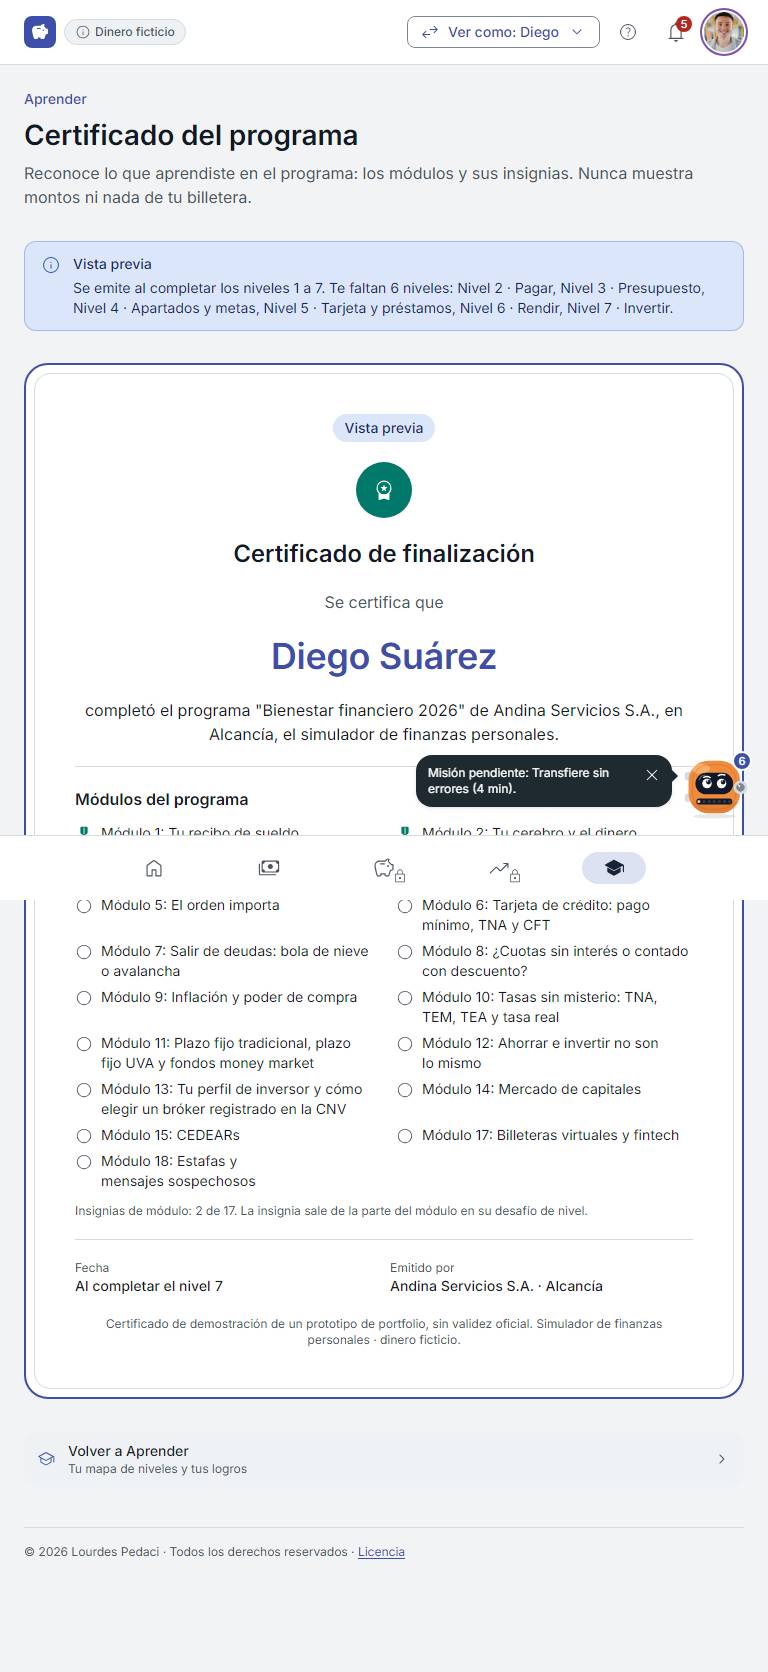 Dinero ficticio
Ver como: Diego
5
Aprender
Certificado del programa
Reconoce lo que aprendiste en el programa: los módulos y sus insignias. Nunca muestra
montos ni nada de tu billetera.
Vista previa
Se emite al completar los niveles 1 a 7. Te faltan 6 niveles: Nivel 2 · Pagar, Nivel 3 · Presupuesto,
Nivel 4 · Apartados y metas, Nivel 5 · Tarjeta y préstamos, Nivel 6 · Rendir, Nivel 7 · Invertir.
Vista previa
Certificado de finalización
Se certifica que
Diego Suárez
completó el programa "Bienestar financiero 2026" de Andina Servicios S.A., en
Alcancía, el simulador de finanzas personales.
Misión pendiente: Transfiere sin
errores (4 min).
6
Módulos del programa
Módulo 1: Tu recibo de sueldo
Módulo 2: Tu cerebro y el dinero
Módulo 5: El orden importa
Módulo 6: Tarjeta de crédito: pago
mínimo, TNA y CFT
Módulo 7: Salir de deudas: bola de nieve
o avalancha
Módulo 8: ¿Cuotas sin interés o contado
con descuento?
Módulo 9: Inflación y poder de compra
Módulo 10: Tasas sin misterio: TNA,
TEM, TEA y tasa real
Módulo 11: Plazo fijo tradicional, plazo
fijo UVA y fondos money market
Módulo 12: Ahorrar e invertir no son
lo mismo
Módulo 13: Tu perfil de inversor y cómo
elegir un bróker registrado en la CNV
Módulo 14: Mercado de capitales
Módulo 15: CEDEARs
Módulo 17: Billeteras virtuales y fintech
Módulo 18: Estafas y
mensajes sospechosos
Insignias de módulo: 2 de 17. La insignia sale de la parte del módulo en su desafío de nivel.
Fecha
Al completar el nivel 7
Emitido por
Andina Servicios S.A. · Alcancía
Certificado de demostración de un prototipo de portfolio, sin validez oficial. Simulador de finanzas
personales · dinero ficticio.
Volver a Aprender
Tu mapa de niveles y tus logros
© 2026 Lourdes Pedaci · Todos los derechos reservados · Licencia